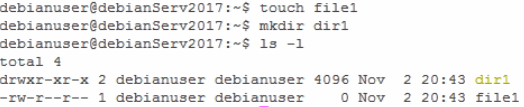 debianuser@debianServ2017:~$ touch file1
debianuser@debianServ2017:~$ mkdir dir1
debianuser@debianServ2017:~$ ls -l
total 4
drwxr-xr-x 2 debianuser debianuser 4096 Nov  2 20:43 dir1
-rw-r--r-- 1 debianuser debianuser    0 Nov  2 20:43 file1